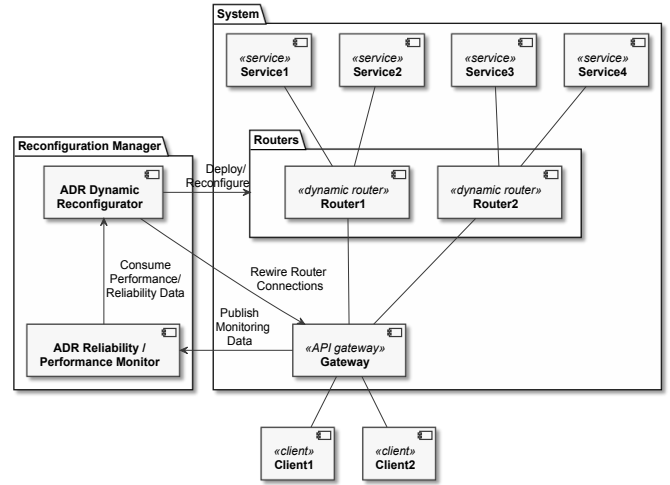 System
«service»
Service1
«service»
Service2
«service»
Service3
«service»
Service4
Reconfiguration Manager
Routers
ADR Dynamic
Reconfigurator
Deploy/
Reconfigure
«dynamic router»
Router1
«dynamic router»
Router2
Consume
Performance/
Reliability Data
Rewire Router
Connections
Publish
Monitoring
Data
ADR Reliability /
Performance Monitor
«API gateway»
Gateway
«client»
Client1
«client»
Client2